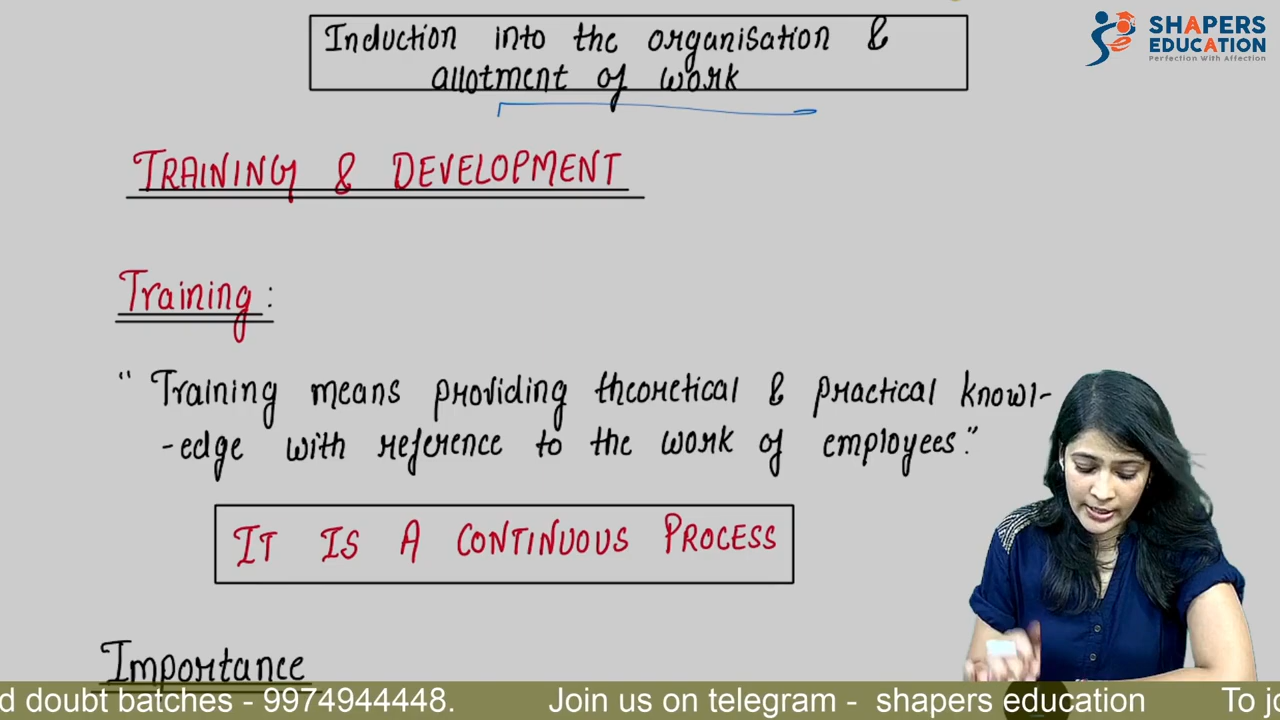 Induction into the organisation &
allotment of work
SHAPERS
EDUCATION
Perfection With Affection
TRAINING & DEVELOPMENT
Training :
“ Training means providing theoretical & practical knowl-
-edge with reference to the work of employees.”
IT IS A CONTINUOUS PROCESS
Importance
d doubt batches - 9974944448. Join us on telegram - shapers education To jo